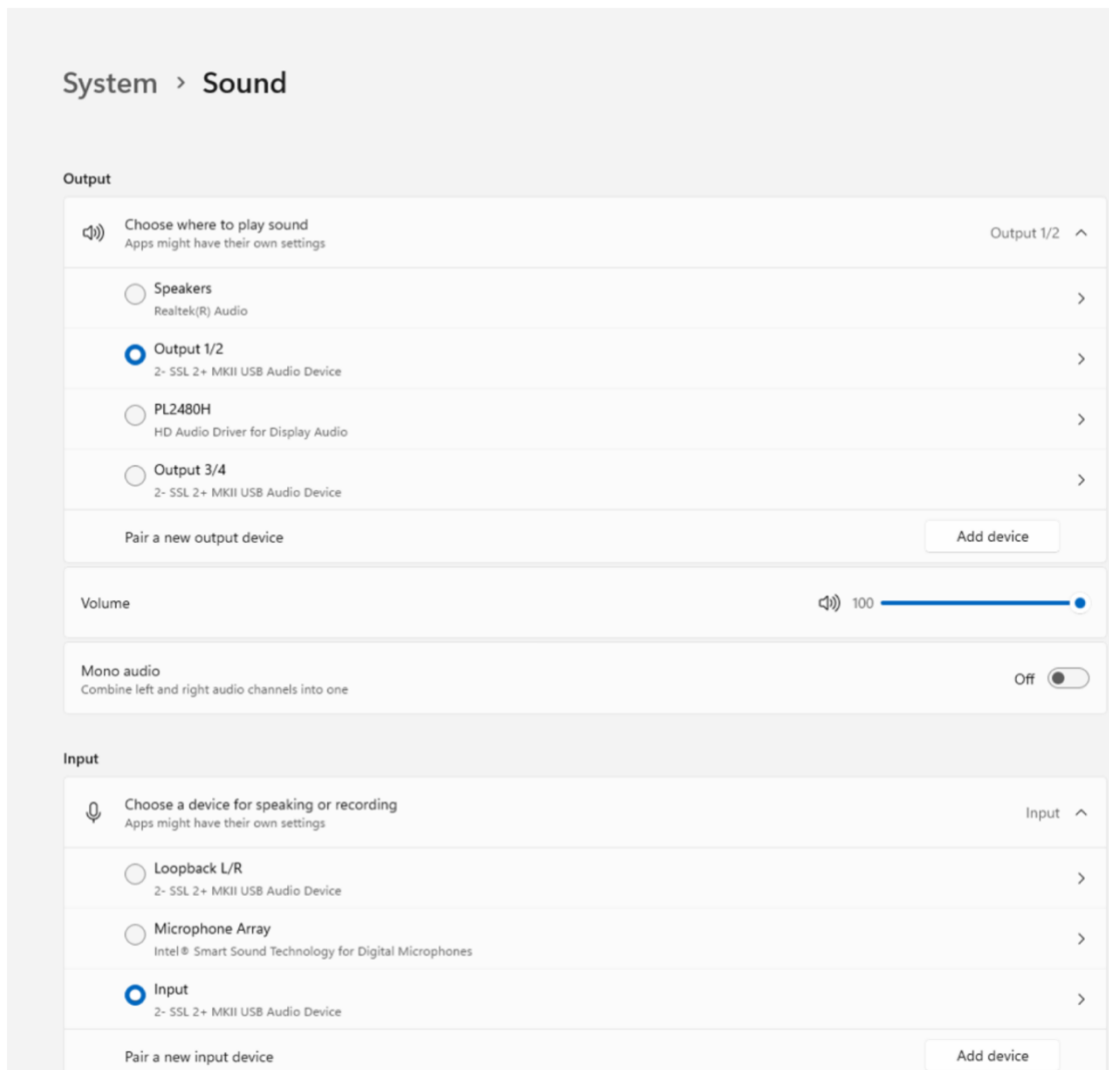 System > Sound
Output
Choose where to play sound
Apps might have their own settings
Output 1/2
Speakers
Realtek(R) Audio
Output 1/2
2- SSL 2+ MKII USB Audio Device
PL2480H
HD Audio Driver for Display Audio
Output 3/4
2- SSL 2+ MKII USB Audio Device
Pair a new output device
Add device
Volume
100
Mono audio
Combine left and right audio channels into one
Off
Input
Choose a device for speaking or recording
Apps might have their own settings
Input
Loopback L/R
2- SSL 2+ MKII USB Audio Device
Microphone Array
Intel® Smart Sound Technology for Digital Microphones
Input
2- SSL 2+ MKII USB Audio Device
Pair a new input device
Add device